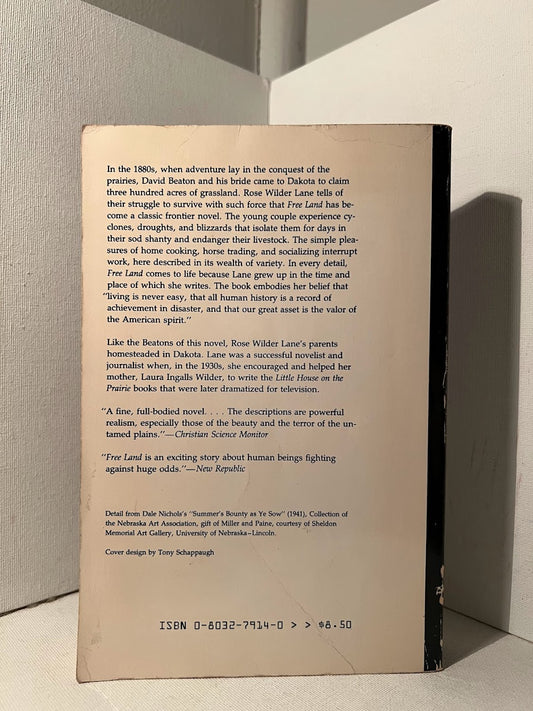 In the 1880s, when adventure lay in the conquest of the
prairies, David Beaton and his bride came to Dakota to claim
three hundred acres of grassland. Rose Wilder Lane tells of
their struggle to survive with such force that Free Land has be-
come a classic frontier novel. The young couple experience cy-
clones, droughts, and blizzards that isolate them for days in
their sod shanty and endanger their livestock. The simple plea-
sures of home cooking, horse trading, and socializing interrupt
work, here described in its wealth of variety. In every detail,
Free Land comes to life because Lane grew up in the time and
place of which she writes. The book embodies her belief that
"living is never easy, that all human history is a record of
achievement in disaster, and that our great asset is the valor of
the American spirit."
Like the Beatons of this novel, Rose Wilder Lane's parents
homesteaded in Dakota. Lane was a successful novelist and
journalist when, in the 1930s, she encouraged and helped her
mother, Laura Ingalls Wilder, to write the Little House on the
Prairie books that were later dramatized for television.
"A fine, full-bodied novel. . . . The descriptions are powerful
realism, especially those of the beauty and the terror of the un-
tamed plains."—Christian Science Monitor
"Free Land is an exciting story about human beings fighting
against huge odds."—New Republic
Detail from Dale Nichols's "Summer's Bounty as Ye Sow" (1941), Collection of
the Nebraska Art Association, gift of Miller and Paine, courtesy of Sheldon
Memorial Art Gallery, University of Nebraska–Lincoln.
Cover design by Tony Schappaugh
ISBN 0-8032-7914-0 > > $8.50